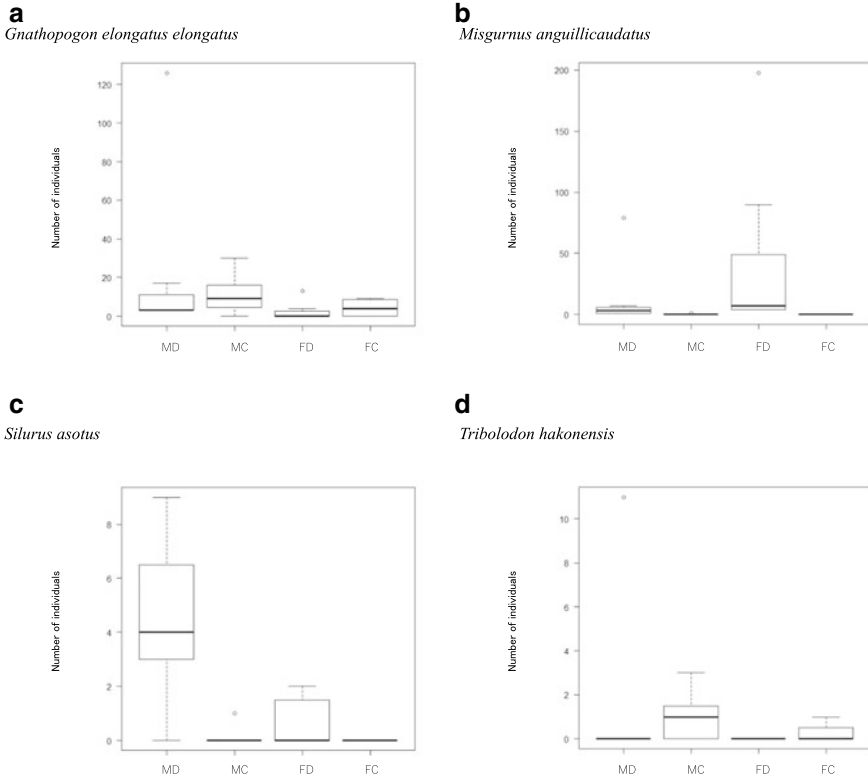 a
Gnathopogon elongatus elongatus
Number of individuals
120
100
80
60
40
20
0
MD MC FD FC
b
Misgurnus anguillicaudatus
Number of individuals
200
150
100
50
0
MD MC FD FC
c
Silurus asotus
Number of individuals
8
6
4
2
0
MD MC FD FC
d
Tribolodon hakonensis
Number of individuals
10
8
6
4
2
0
MD MC FD FC